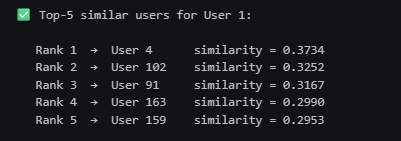 ✅ Top-5 similar users for User 1:
Rank 1 → User 4 similarity = 0.3734
Rank 2 → User 102 similarity = 0.3252
Rank 3 → User 91 similarity = 0.3167
Rank 4 → User 163 similarity = 0.2990
Rank 5 → User 159 similarity = 0.2953